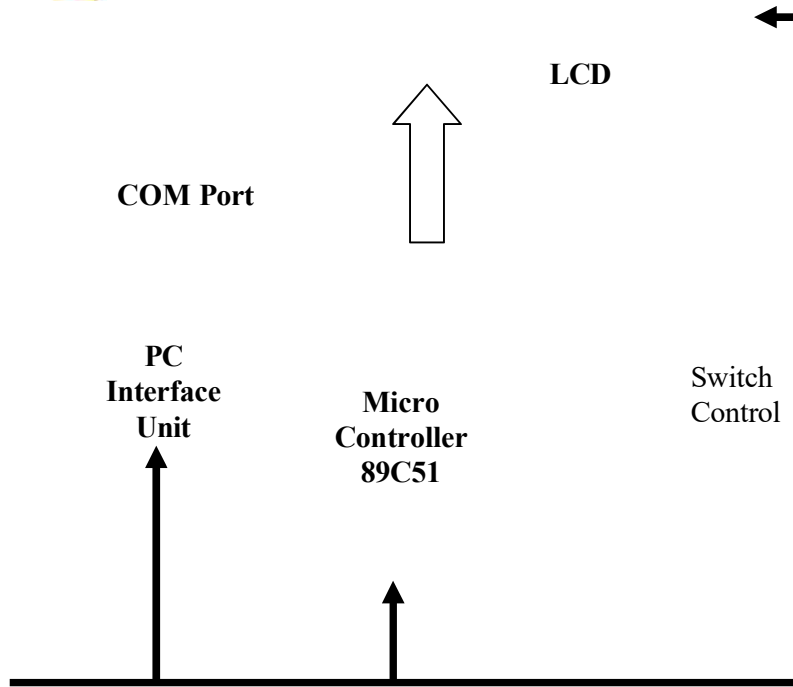 LCD
COM Port
PC
Interface
Unit
Micro
Controller
89C51
Switch
Control